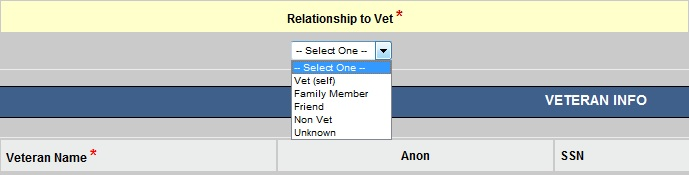 Relationship to Vet *
-- Select One --
-- Select One --
Vet (self)
Family Member
Friend
Non Vet
Unknown
VETERAN INFO
Veteran Name * Anon SSN